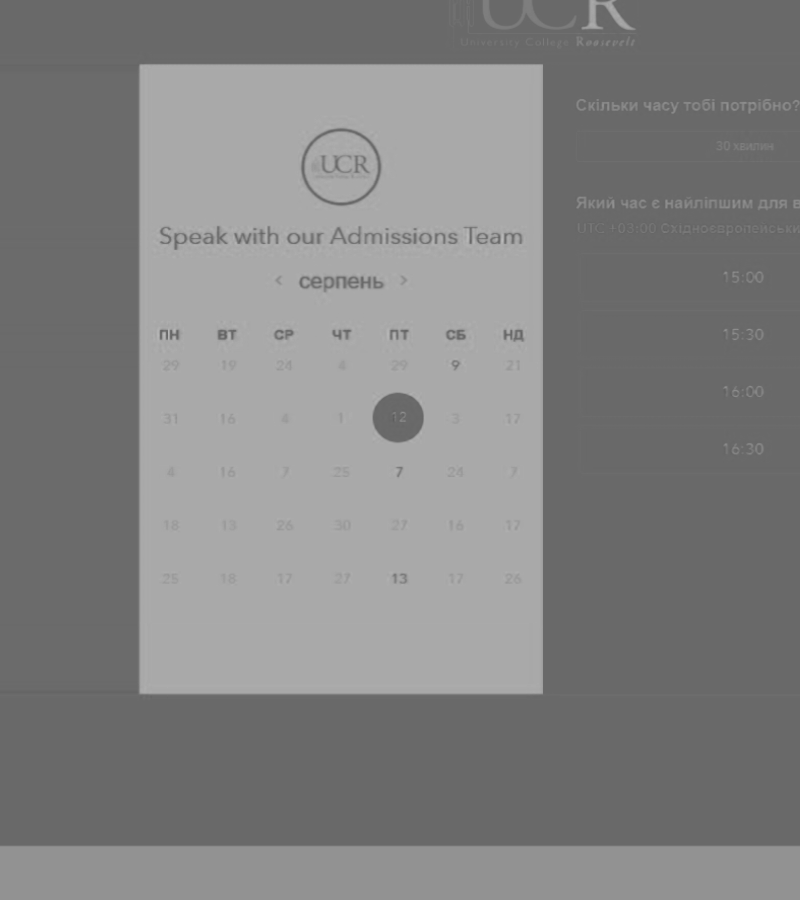 UCR
University College Roosevelt
UCR
Speak with our Admissions Team
< серпень >
ПН ВТ СР ЧТ ПТ СБ НД
29 19 24 4 29 9 21
31 16 4 1 12 3 17
4 16 7 25 7 24 7
18 13 26 30 27 16 17
25 18 17 27 13 17 26
Скільки часу тобі потрібно?
30 хвилин
Який час є найліпшим для в
UTC +03:00 Східноєвропейськи
15:00
15:30
16:00
16:30